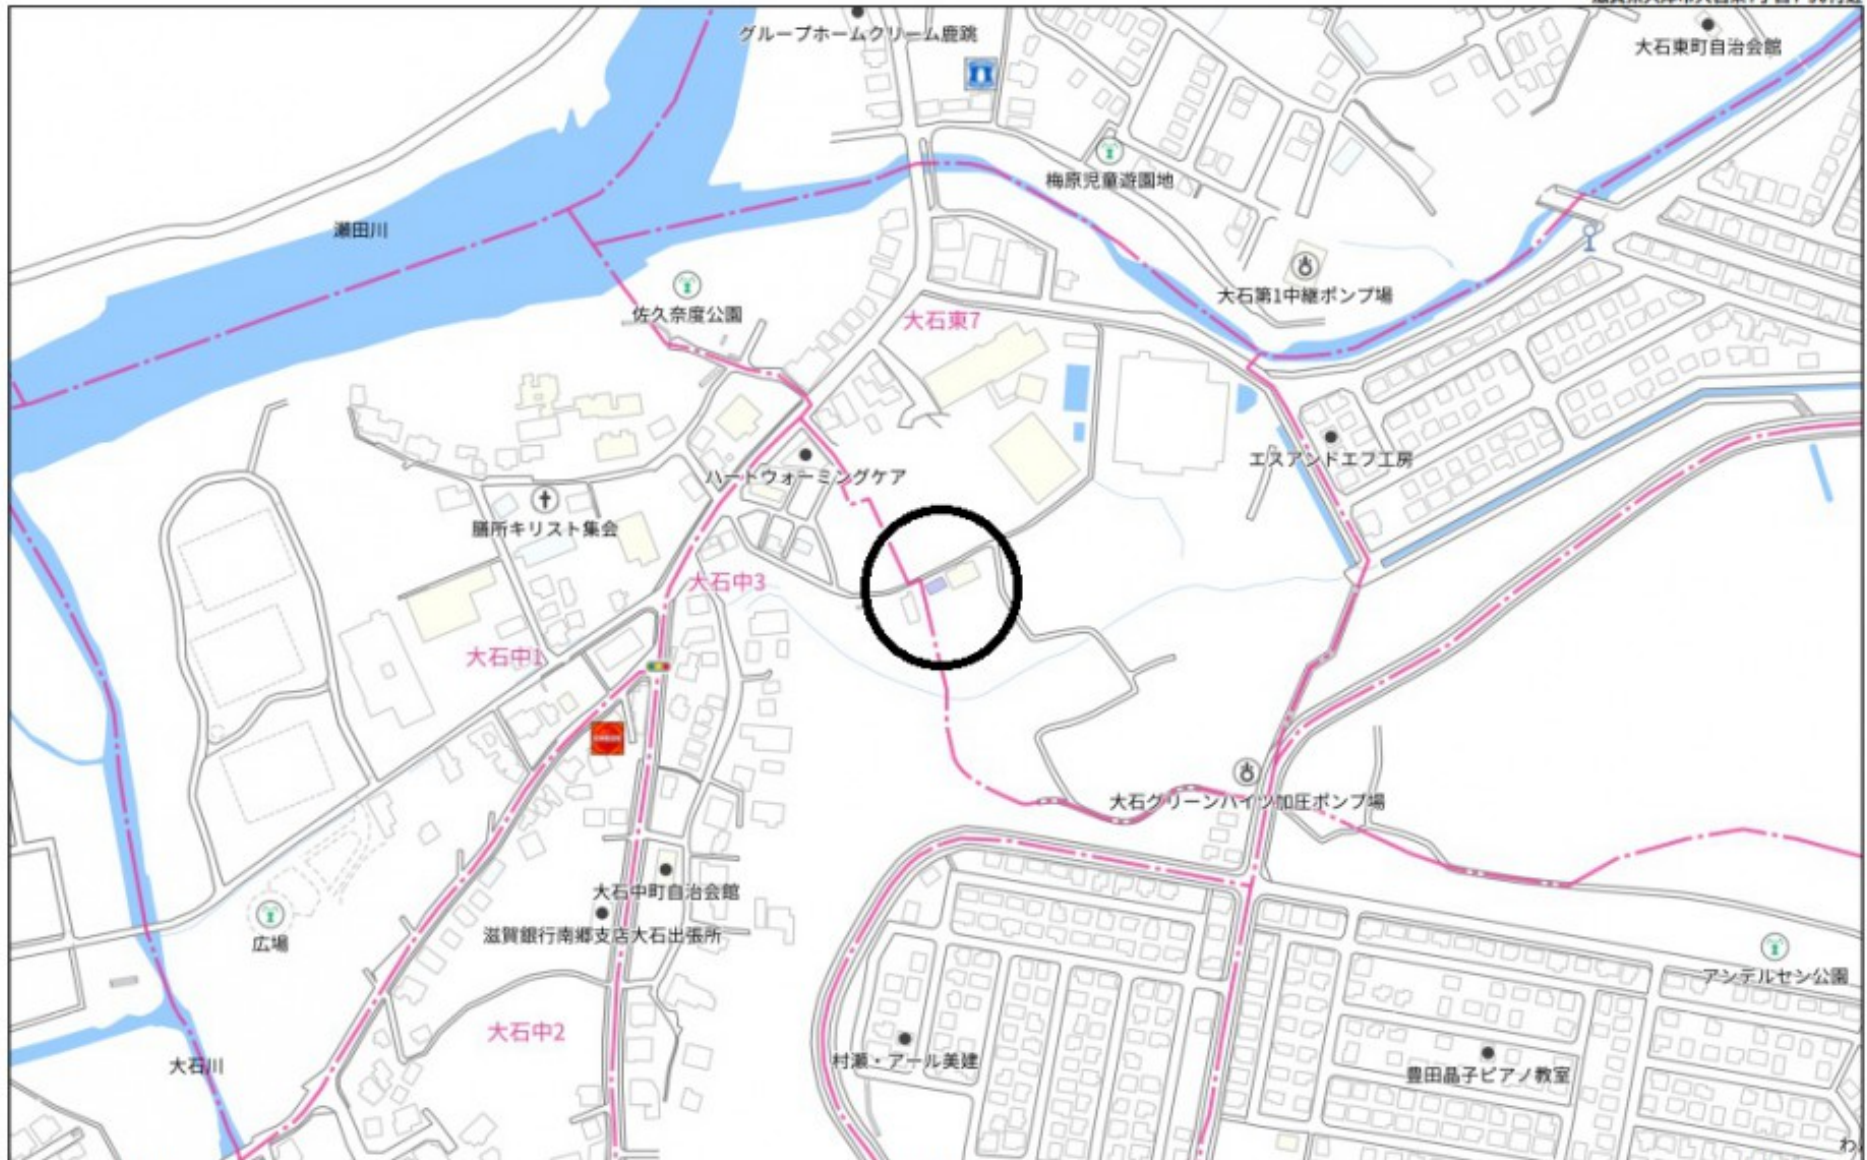 グループホームクリーム鹿跳
大石東町自治会館
梅原児童遊園地
瀬田川
佐久奈度公園
大石第1中継ポンプ場
大石東7
エスアンドエフ工房
ハートウォーミングケア
膳所キリスト集会
大石中3
大石中1
大石グリーンハイツ加圧ポンプ場
大石中町自治会館
滋賀銀行南郷支店大石出張所
広場
アンデルセン公園
大石中2
村瀬・アール美建
大石川
豊田晶子ピアノ教室
わ